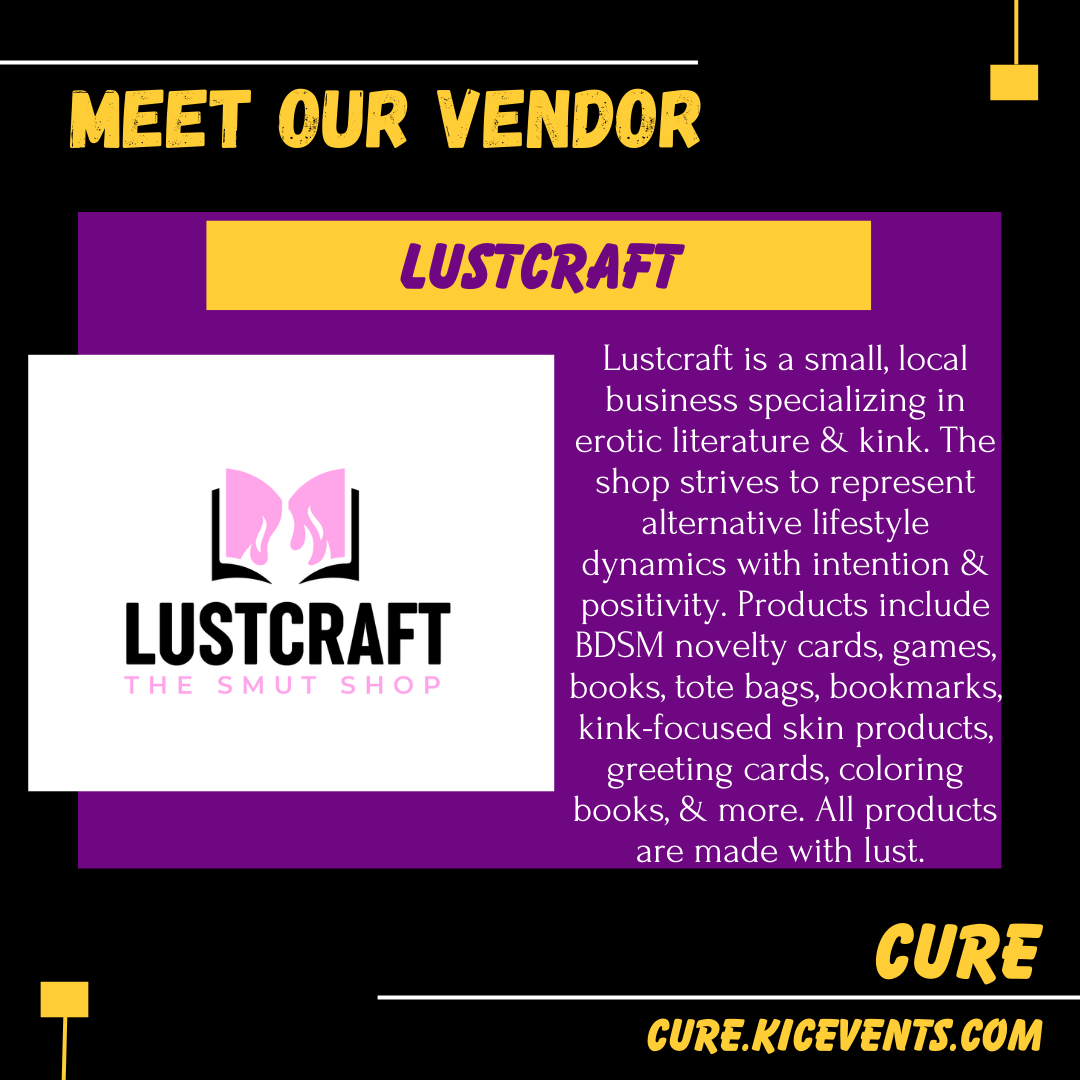 MEET OUR VENDOR
LUSTCRAFT
Lustcraft is a small, local
business specializing in
erotic literature & kink. The
shop strives to represent
alternative lifestyle
dynamics with intention &
positivity. Products include
BDSM novelty cards, games,
books, tote bags, bookmarks,
kink-focused skin products,
greeting cards, coloring
books, & more. All products
are made with lust.
LUSTCRAFT
THE SMUT SHOP
CURE
CURE.KICEVENTS.COM